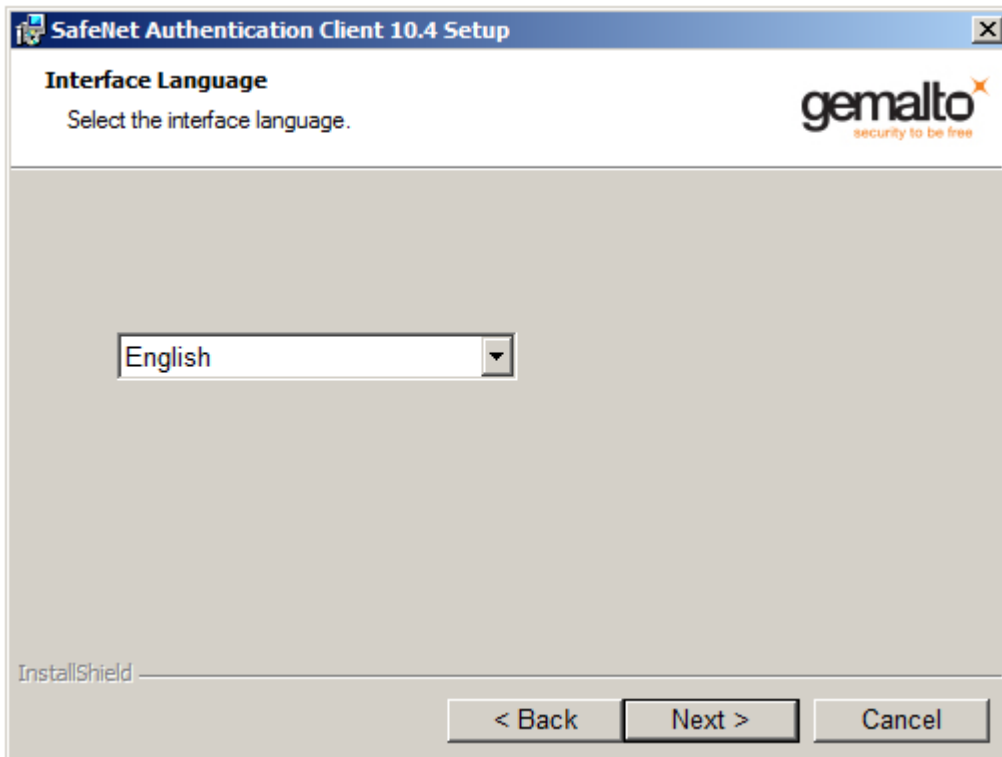 SafeNet Authentication Client 10.4 Setup
Interface Language
Select the interface language.
gemalto
security to be free
English
InstallShield
< Back
Next >
Cancel